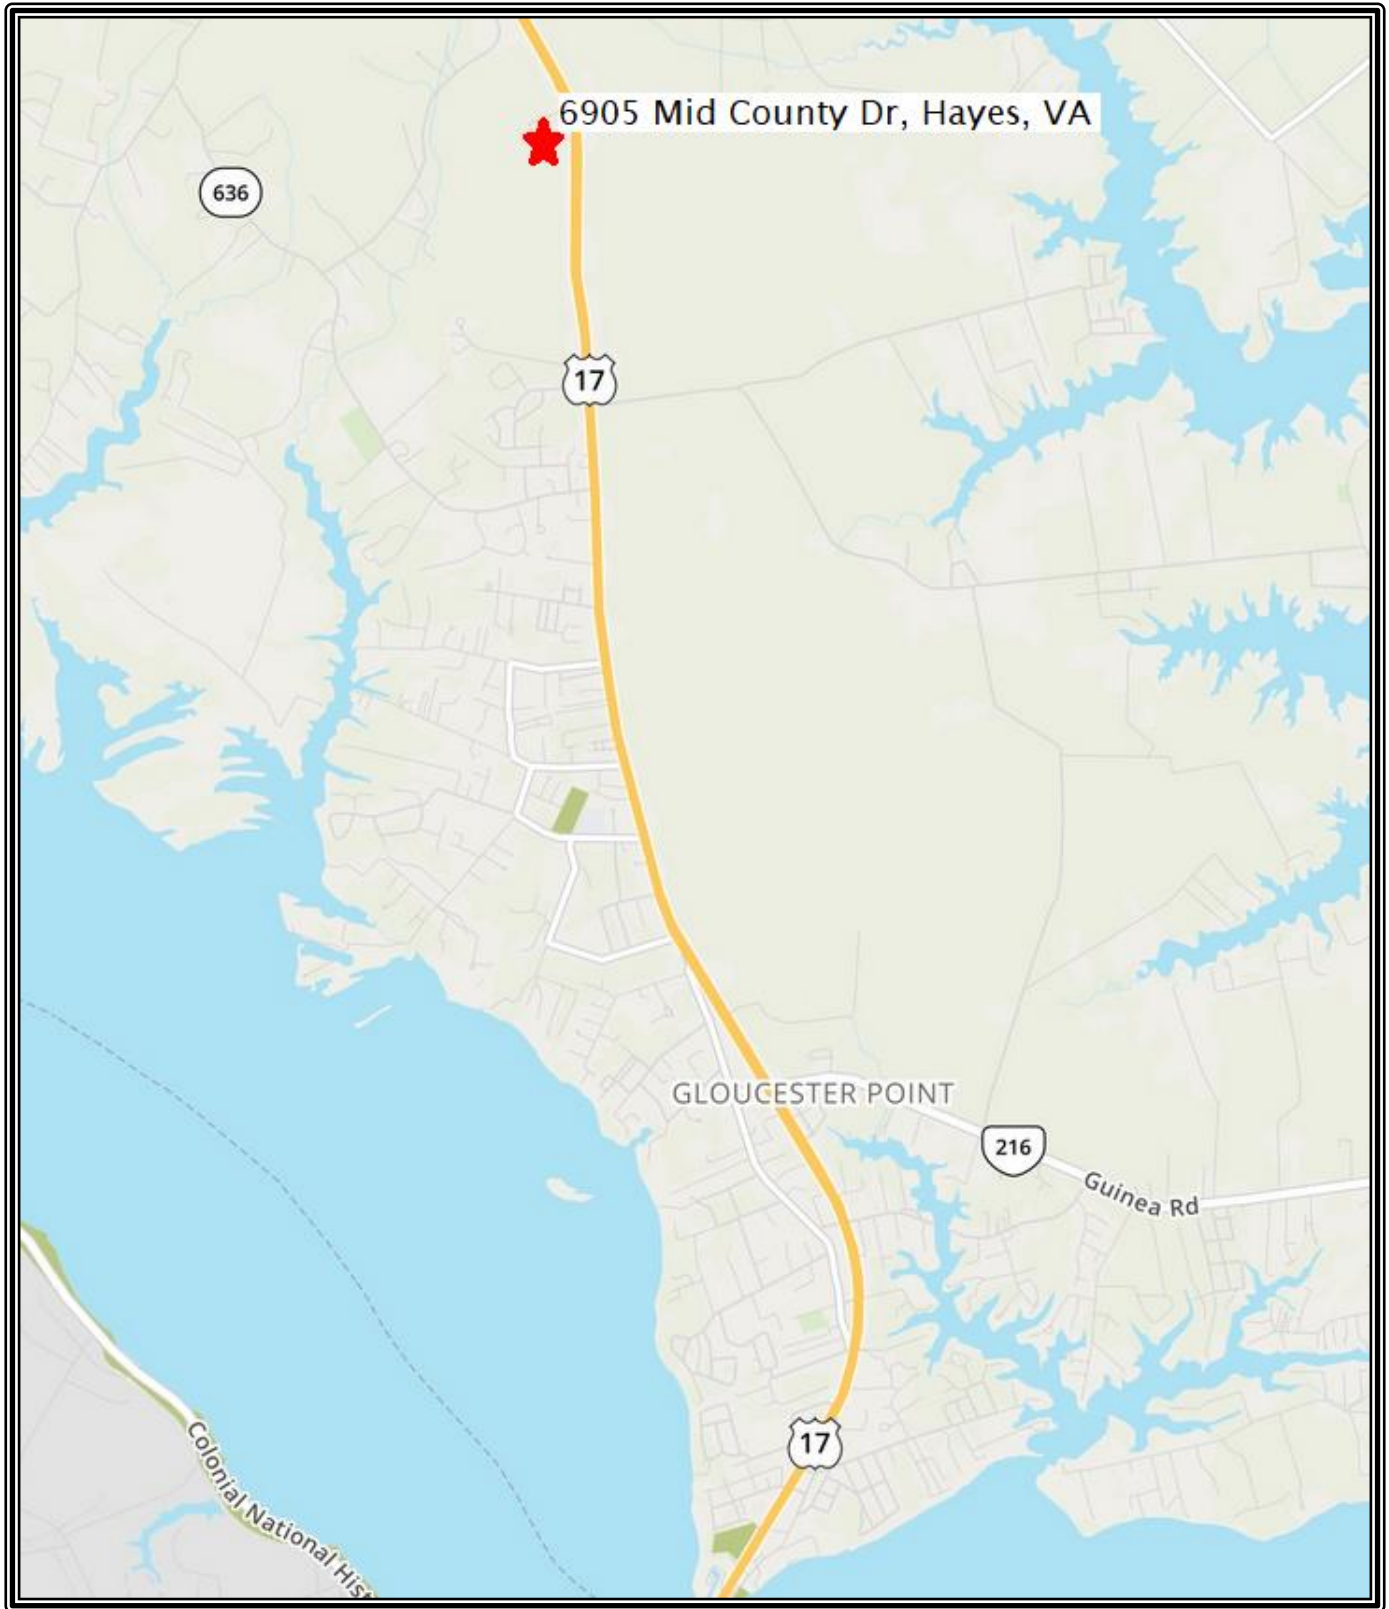 6905 Mid County Dr, Hayes, VA
636
17
GLOUCESTER POINT
216
Guinea Rd
17
Colonial National Hist